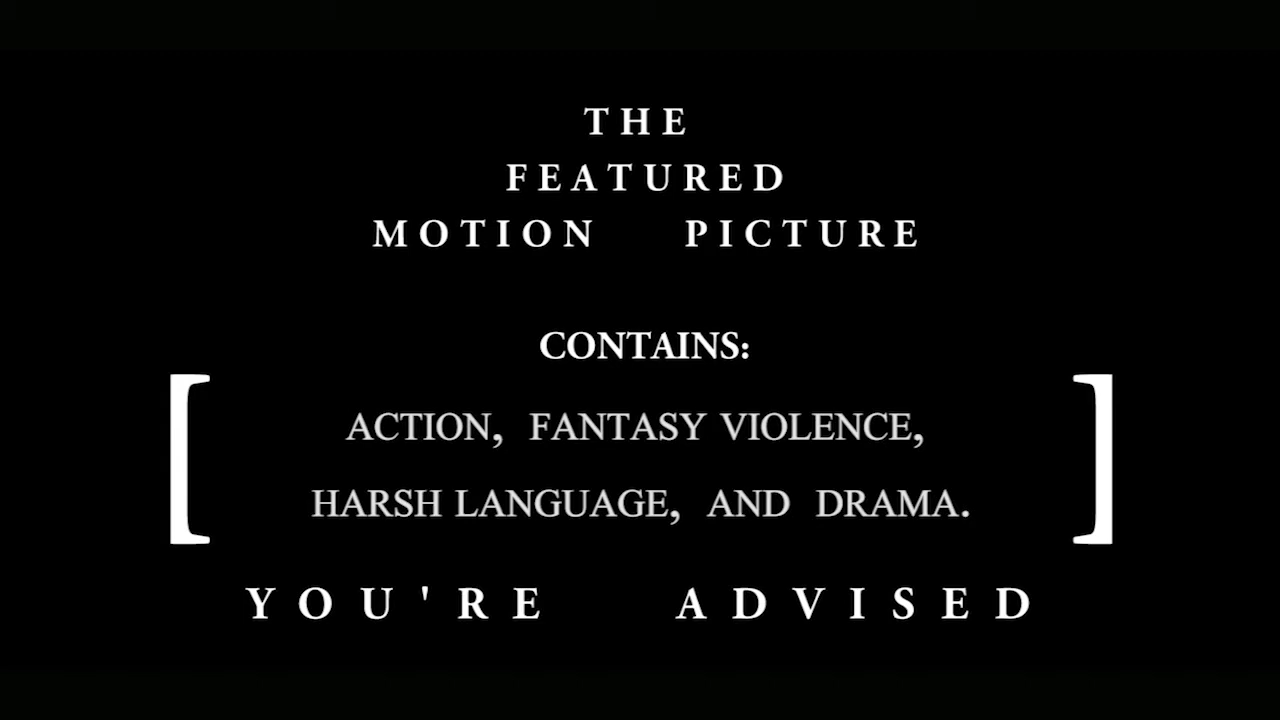 THE
FEATURED
MOTION PICTURE
CONTAINS:
[ ACTION, FANTASY VIOLENCE,
HARSH LANGUAGE, AND DRAMA. ]
YOU'RE ADVISED